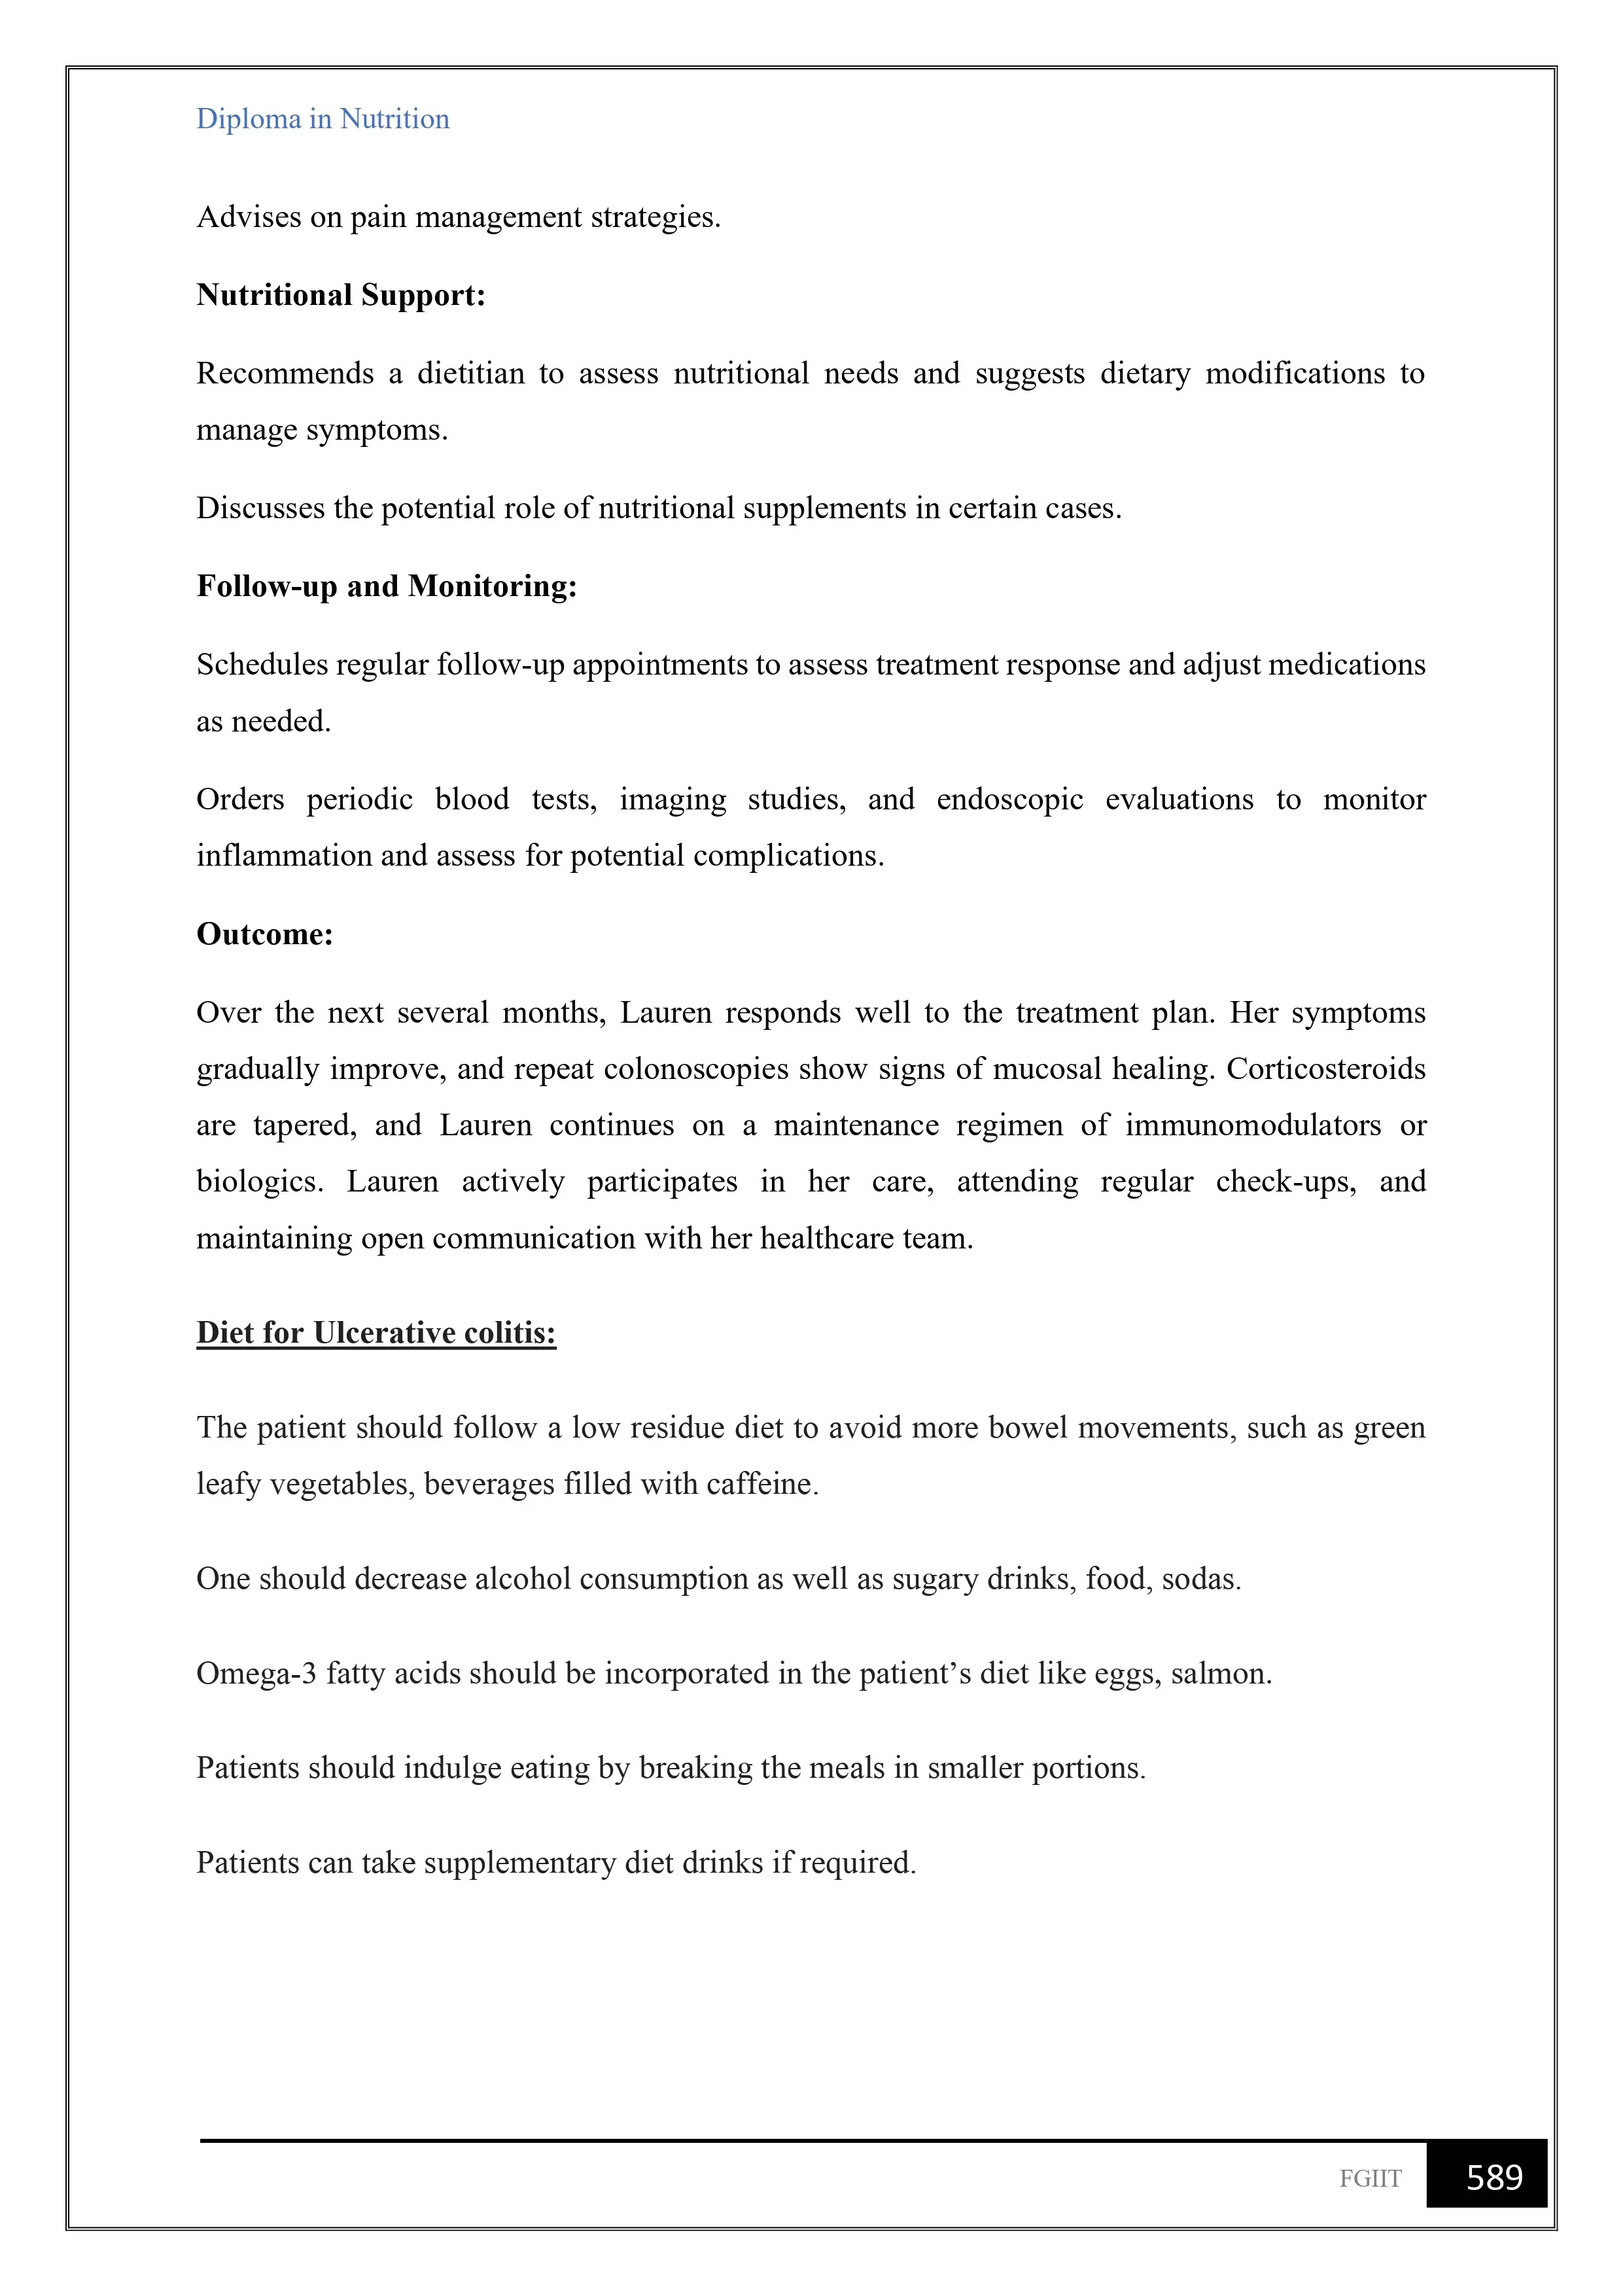 Diploma in Nutrition
Advises on pain management strategies.
Nutritional Support:
Recommends a dietitian to assess nutritional needs and suggests dietary modifications to
manage symptoms.
Discusses the potential role of nutritional supplements in certain cases.
Follow-up and Monitoring:
Schedules regular follow-up appointments to assess treatment response and adjust medications
as needed.
Orders periodic blood tests, imaging studies, and endoscopic evaluations to monitor
inflammation and assess for potential complications.
Outcome:
Over the next several months, Lauren responds well to the treatment plan. Her symptoms
gradually improve, and repeat colonoscopies show signs of mucosal healing. Corticosteroids
are tapered, and Lauren continues on a maintenance regimen of immunomodulators or
biologics. Lauren actively participates in her care, attending regular check-ups, and
maintaining open communication with her healthcare team.
Diet for Ulcerative colitis:
The patient should follow a low residue diet to avoid more bowel movements, such as green
leafy vegetables, beverages filled with caffeine.
One should decrease alcohol consumption as well as sugary drinks, food, sodas.
Omega-3 fatty acids should be incorporated in the patient’s diet like eggs, salmon.
Patients should indulge eating by breaking the meals in smaller portions.
Patients can take supplementary diet drinks if required.
FGIIT 589